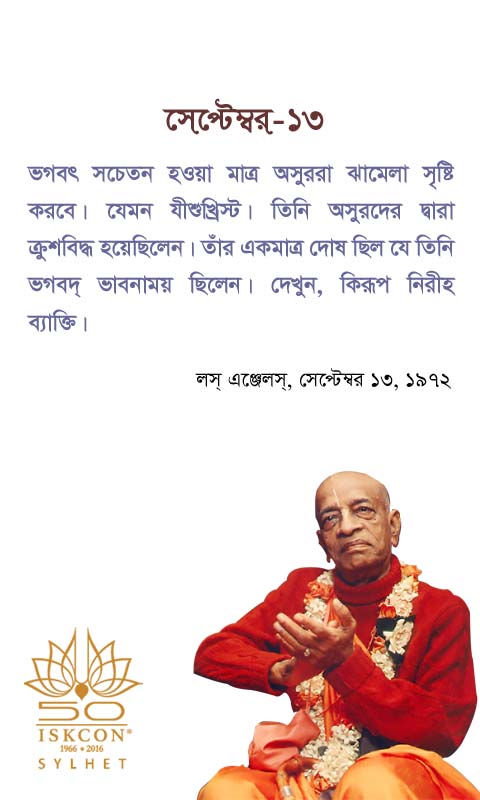 সেপ্টেম্বর্-১৩
ভগবৎ সচেতন হওয়া মাত্র অসুররা ঝামেলা সৃষ্টি
করবে। যেমন যীশুখ্রিস্ট। তিনি অসুরদের দ্বারা
ক্রুশবিদ্ধ হয়েছিলেন। তাঁর একমাত্র দোষ ছিল যে তিনি
ভগবদ্ ভাবনাময় ছিলেন। দেখুন, কিরূপ নিরীহ
ব্যাক্তি।
লস্ এঞ্জেলস্, সেপ্টেম্বর ১৩, ১৯৭২
50
ISKCON®
1966 • 2016
SYLHET